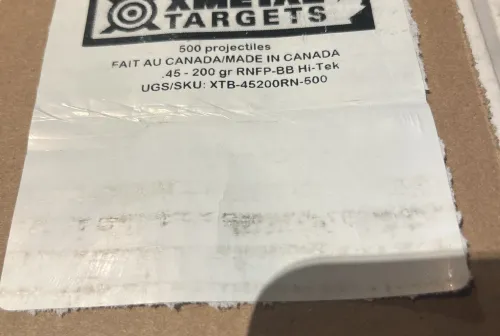 XMETAL
TARGETS
500 projectiles
FAIT AU CANADA/MADE IN CANADA
.45 - 200 gr RNFP-BB Hi-Tek
UGS/SKU: XTB-45200RN-500